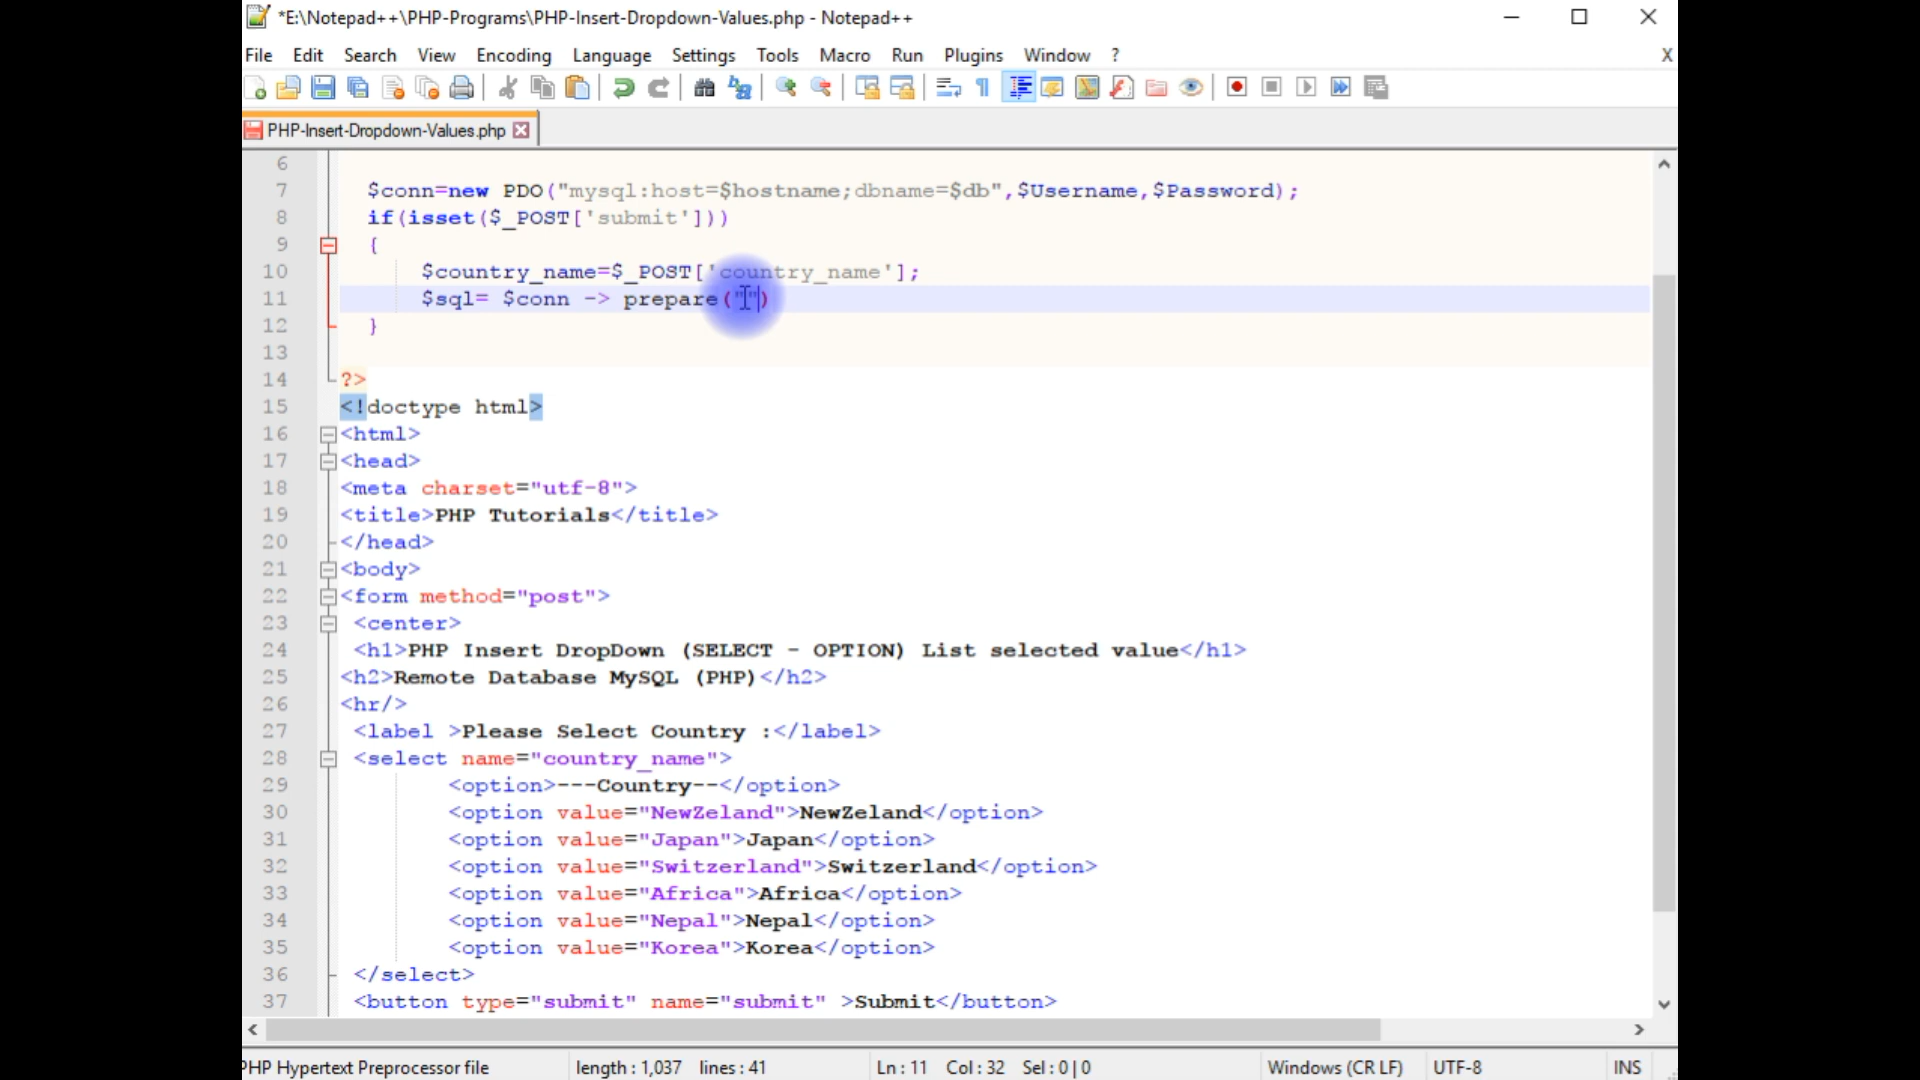 *E:\Notepad++\PHP-Programs\PHP-Insert-Dropdown-Values.php - Notepad++
File Edit Search View Encoding Language Settings Tools Macro Run Plugins Window ? X
PHP-Insert-Dropdown-Values.php
6
7 $conn=new PDO("mysql:host=$hostname;dbname=$db",$Username,$Password);
8 if(isset($_POST['submit']))
9 {
10 $country_name=$_POST['country_name'];
11 $sql= $conn -> prepare("")
12 }
13
14 ?>
15 <!doctype html>
16 <html>
17 <head>
18 <meta charset="utf-8">
19 <title>PHP Tutorials</title>
20 </head>
21 <body>
22 <form method="post">
23 <center>
24 <h1>PHP Insert DropDown (SELECT - OPTION) List selected value</h1>
25 <h2>Remote Database MySQL (PHP)</h2>
26 <hr/>
27 <label >Please Select Country :</label>
28 <select name="country_name">
29 <option>---Country--</option>
30 <option value="NewZeland">NewZeland</option>
31 <option value="Japan">Japan</option>
32 <option value="Switzerland">Switzerland</option>
33 <option value="Africa">Africa</option>
34 <option value="Nepal">Nepal</option>
35 <option value="Korea">Korea</option>
36 </select>
37 <button type="submit" name="submit" >Submit</button>
PHP Hypertext Preprocessor file length : 1,037 lines : 41 Ln : 11 Col : 32 Sel : 0 | 0 Windows (CR LF) UTF-8 INS